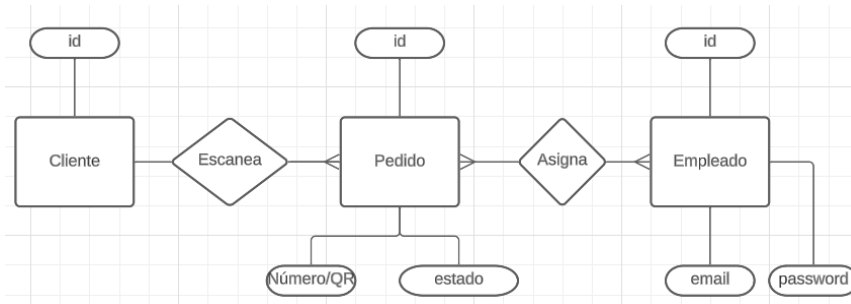 id
id
id
Cliente
Escanea
Pedido
Asigna
Empleado
Número/QR
estado
email
password